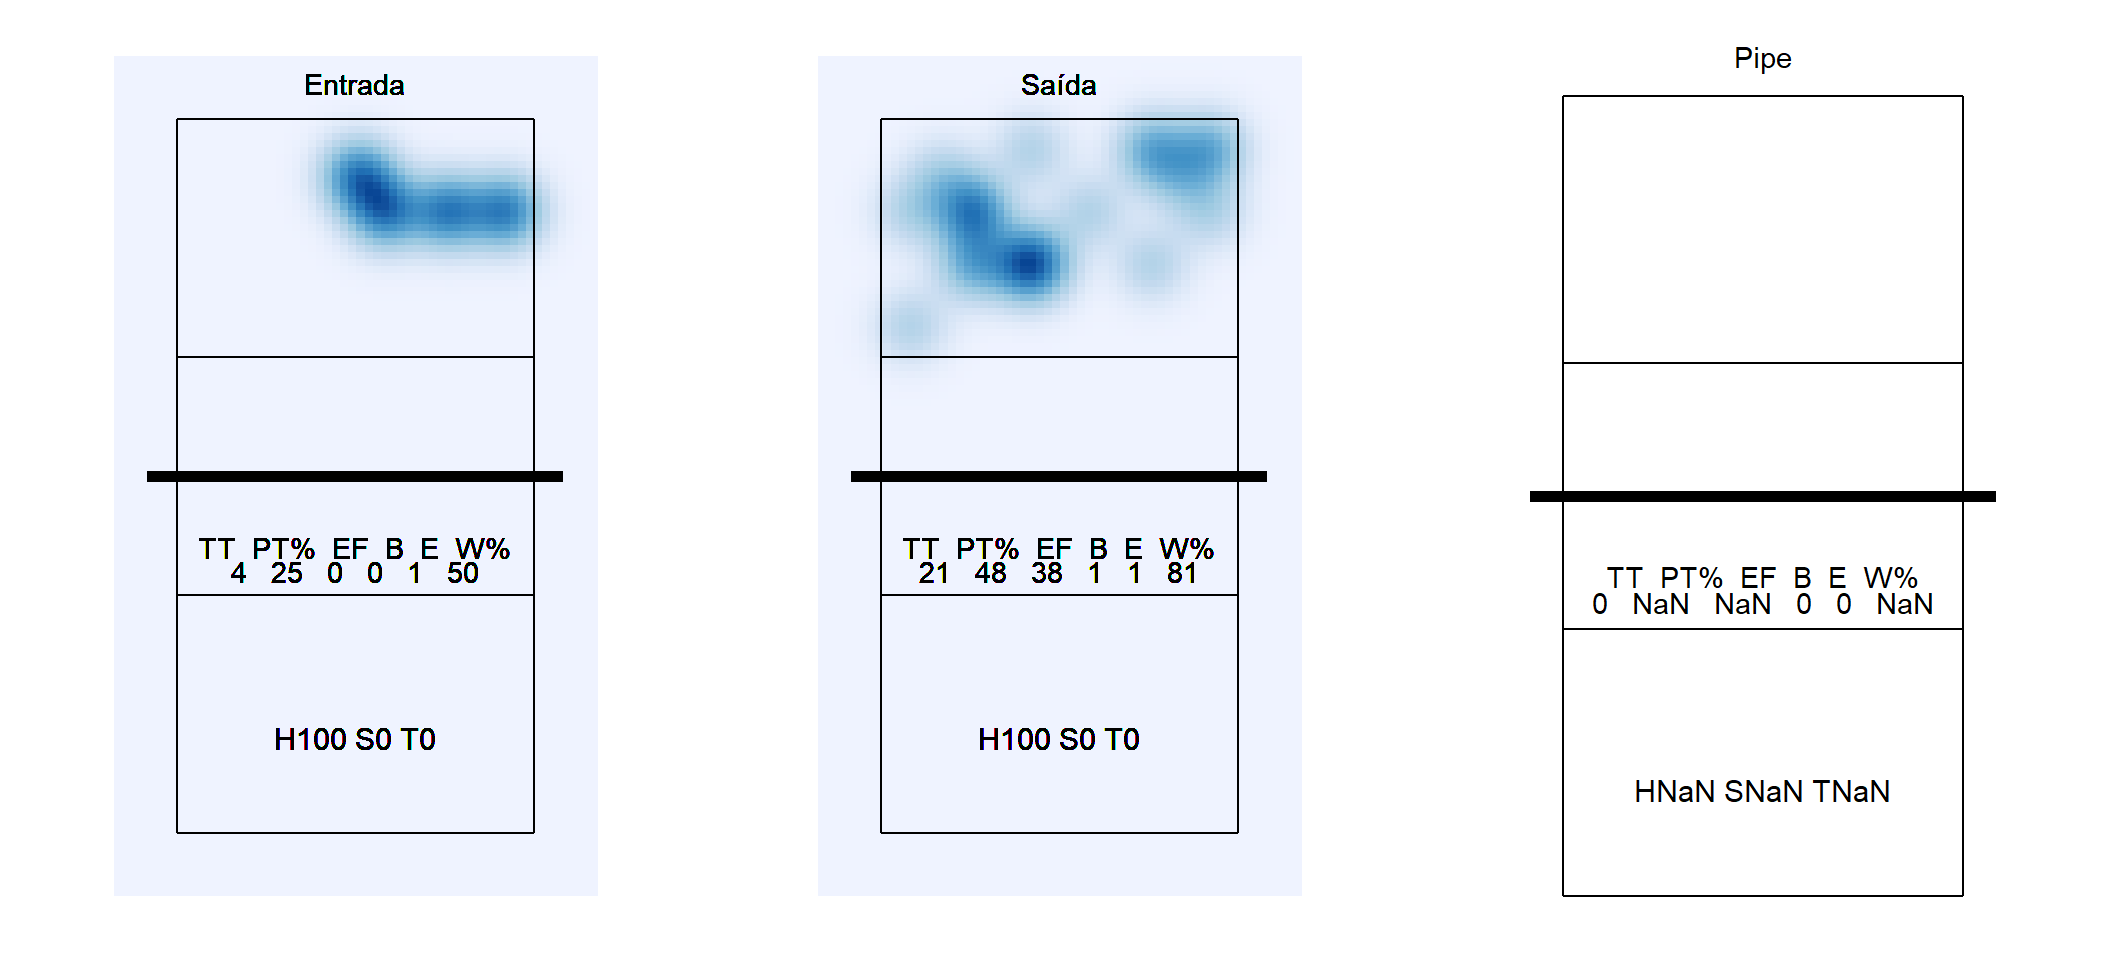 Entrada
TT PT% EF B E W%
4 25 0 0 1 50
H100 S0 T0
Saída
TT PT% EF B E W%
21 48 38 1 1 81
H100 S0 T0
Pipe
TT PT% EF B E W%
0 NaN NaN 0 0 NaN
HNaN SNaN TNaN